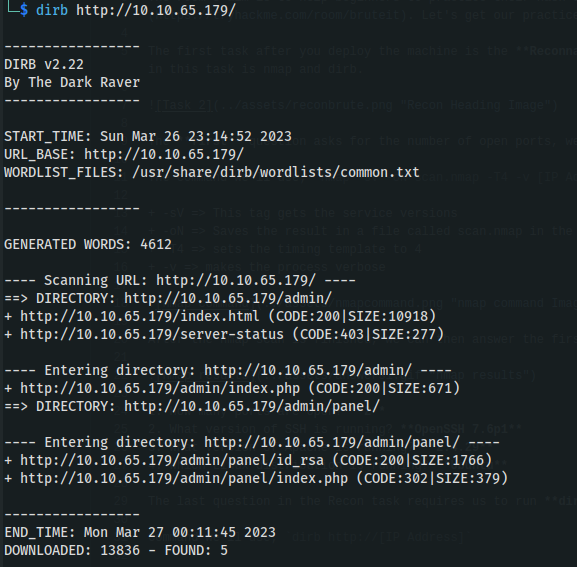 $ dirb http://10.10.65.179/
-----------------
DIRB v2.22
By The Dark Raver
-----------------
START_TIME: Sun Mar 26 23:14:52 2023
URL_BASE: http://10.10.65.179/
WORDLIST_FILES: /usr/share/dirb/wordlists/common.txt
-----------------
GENERATED WORDS: 4612
---- Scanning URL: http://10.10.65.179/ ----
==> DIRECTORY: http://10.10.65.179/admin/
+ http://10.10.65.179/index.html (CODE:200|SIZE:10918)
+ http://10.10.65.179/server-status (CODE:403|SIZE:277)
---- Entering directory: http://10.10.65.179/admin/ ----
+ http://10.10.65.179/admin/index.php (CODE:200|SIZE:671)
==> DIRECTORY: http://10.10.65.179/admin/panel/
---- Entering directory: http://10.10.65.179/admin/panel/ ----
+ http://10.10.65.179/admin/panel/id_rsa (CODE:200|SIZE:1766)
+ http://10.10.65.179/admin/panel/index.php (CODE:302|SIZE:379)
-----------------
END_TIME: Mon Mar 27 00:11:45 2023
DOWNLOADED: 13836 - FOUND: 5